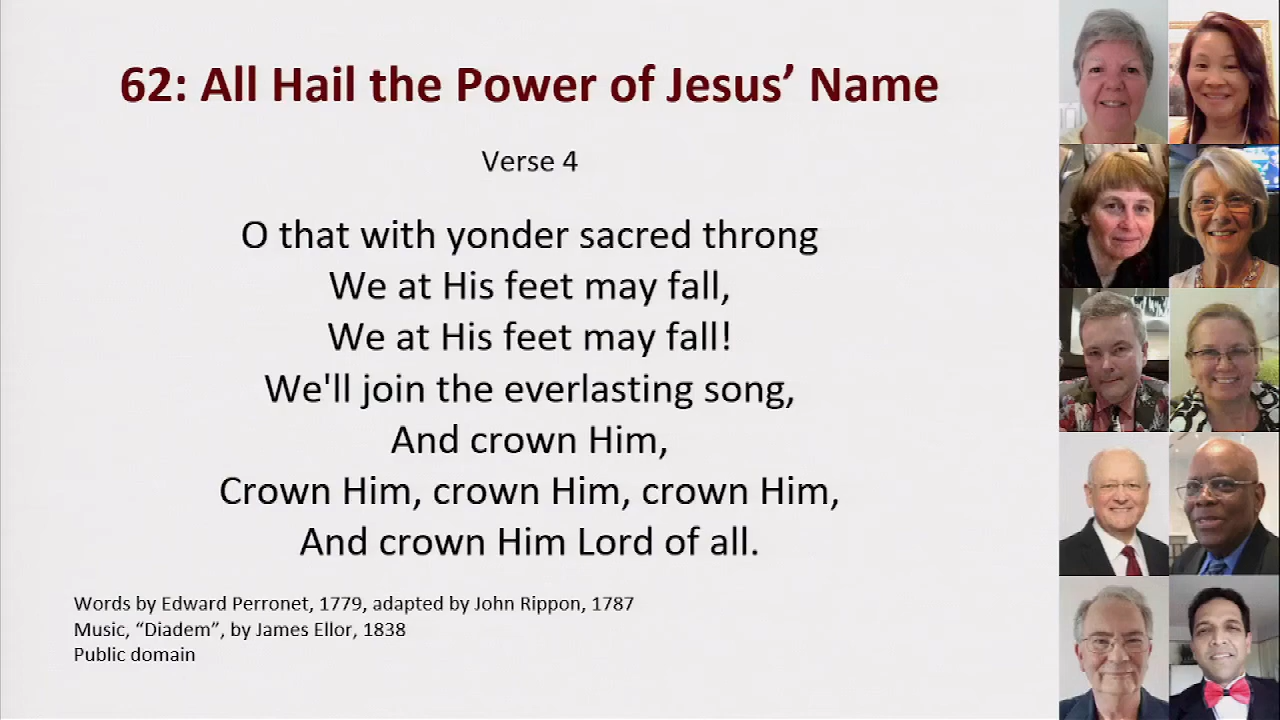 62: All Hail the Power of Jesus’ Name
Verse 4
O that with yonder sacred throng
We at His feet may fall,
We at His feet may fall!
We'll join the everlasting song,
And crown Him,
Crown Him, crown Him, crown Him,
And crown Him Lord of all.
Words by Edward Perronet, 1779, adapted by John Rippon, 1787
Music, “Diadem”, by James Ellor, 1838
Public domain